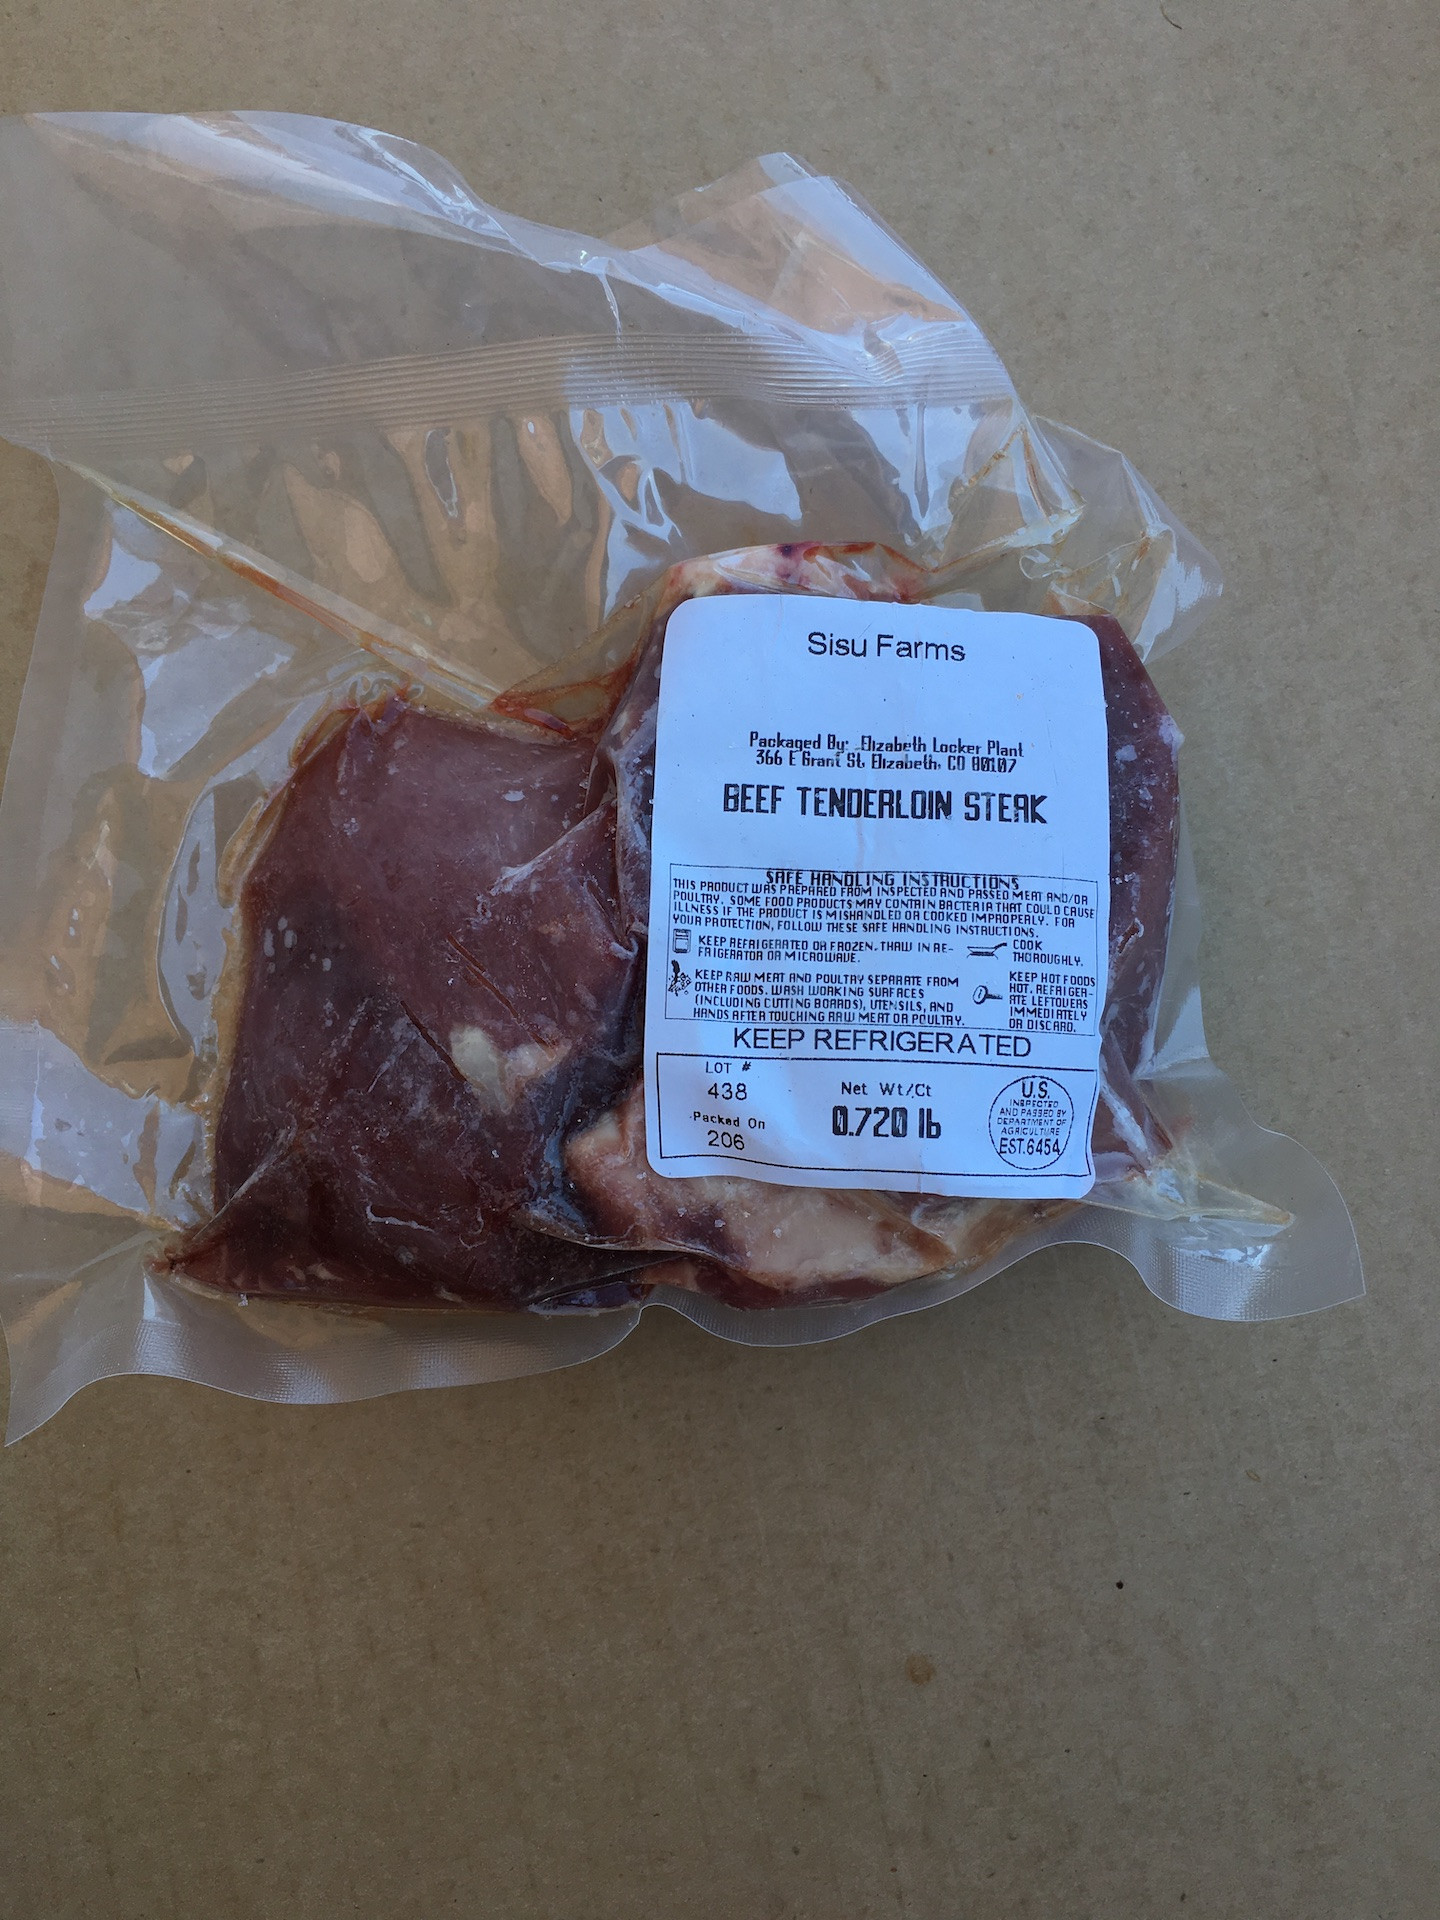 Sisu Farms
Packaged By: Elizabeth Locker Plant
366 E Grant St, Elizabeth, CO 80107
BEEF TENDERLOIN STEAK
SAFE HANDLING INSTRUCTIONS
THIS PRODUCT WAS PREPARED FROM INSPECTED AND PASSED MEAT AND/OR
POULTRY. SOME FOOD PRODUCTS MAY CONTAIN BACTERIA THAT COULD CAUSE
ILLNESS IF THE PRODUCT IS MISHANDLED OR COOKED IMPROPERLY. FOR
YOUR PROTECTION, FOLLOW THESE SAFE HANDLING INSTRUCTIONS.
KEEP REFRIGERATED OR FROZEN. THAW IN RE-
FRIGERATOR OR MICROWAVE.
COOK
THOROUGHLY.
KEEP RAW MEAT AND POULTRY SEPARATE FROM
OTHER FOODS. WASH WORKING SURFACES
(INCLUDING CUTTING BOARDS), UTENSILS, AND
HANDS AFTER TOUCHING RAW MEAT OR POULTRY.
KEEP HOT FOODS
HOT. REFRIGER-
ATE LEFTOVERS
IMMEDIATELY
OR DISCARD.
KEEP REFRIGERATED
LOT #
438
Packed On
206
Net Wt/Ct
0.720 lb
U.S.
INSPECTED
AND PASSED BY
DEPARTMENT OF
AGRICULTURE
EST.6454